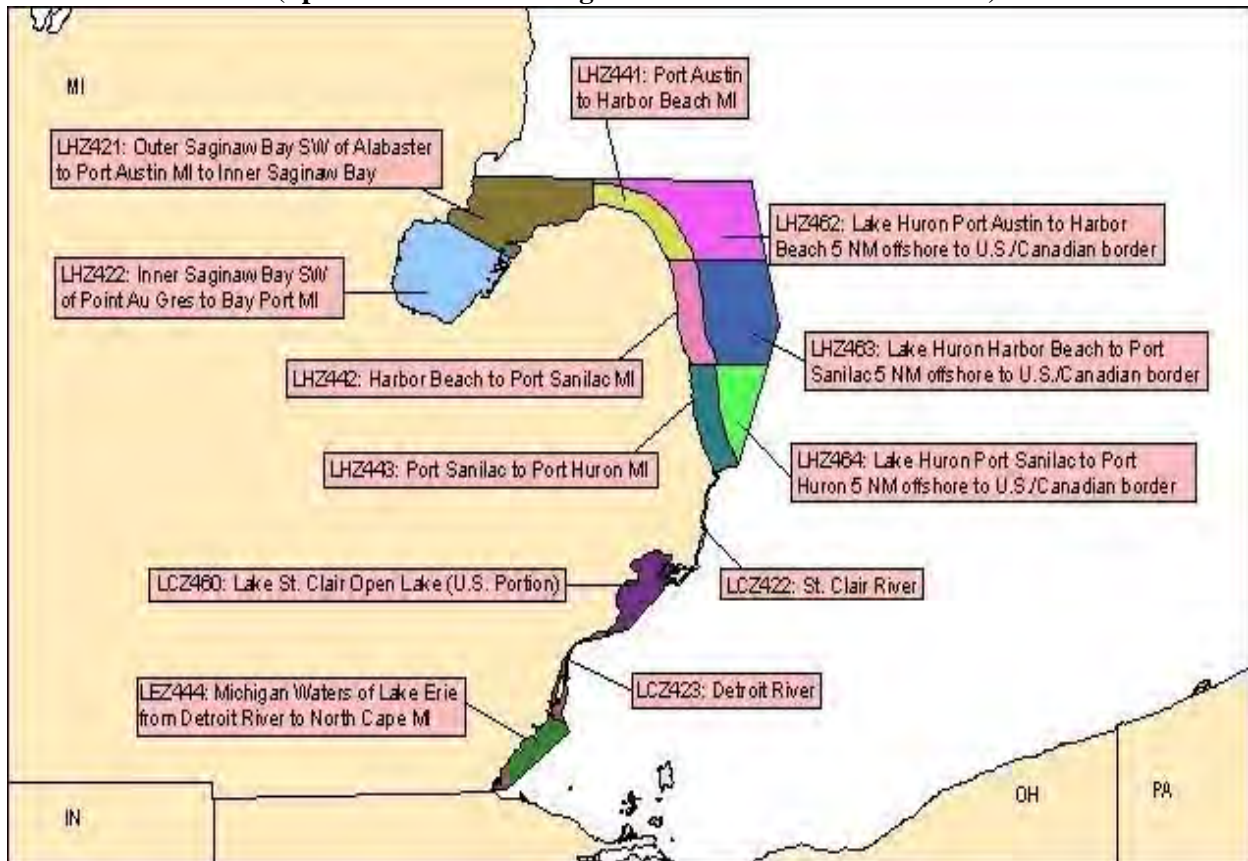 MI
LHZ441: Port Austin
to Harbor Beach MI
LHZ421: Outer Saginaw Bay SW of Alabaster
to Port Austin MI to Inner Saginaw Bay
LHZ462: Lake Huron Port Austin to Harbor
Beach 5 NM offshore to U.S./Canadian border
LHZ422: Inner Saginaw Bay SW
of Point Au Gres to Bay Port MI
LHZ463: Lake Huron Harbor Beach to Port
Sanilac 5 NM offshore to U.S./Canadian border
LHZ442: Harbor Beach to Port Sanilac MI
LHZ443: Port Sanilac to Port Huron MI
LHZ464: Lake Huron Port Sanilac to Port
Huron 5 NM offshore to U.S./Canadian border
LCZ460: Lake St. Clair Open Lake (U.S. Portion)
LCZ422: St. Clair River
LEZ444: Michigan Waters of Lake Erie
from Detroit River to North Cape MI
LCZ423: Detroit River
IN
OH
PA